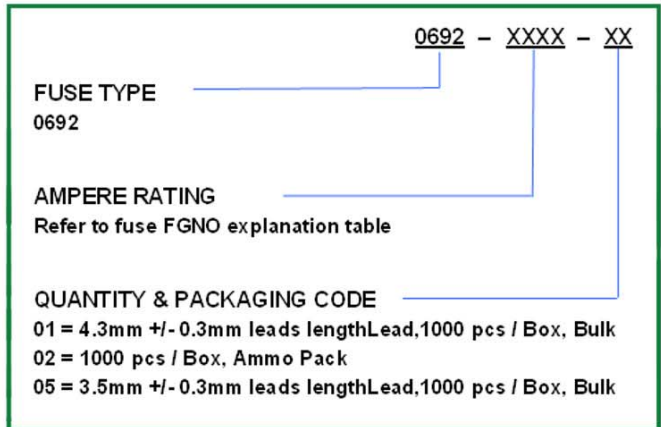 0692 – XXXX – XX
FUSE TYPE
0692
AMPERE RATING
Refer to fuse FGNO explanation table
QUANTITY & PACKAGING CODE
01 = 4.3mm +/- 0.3mm leads lengthLead,1000 pcs / Box, Bulk
02 = 1000 pcs / Box, Ammo Pack
05 = 3.5mm +/- 0.3mm leads lengthLead,1000 pcs / Box, Bulk